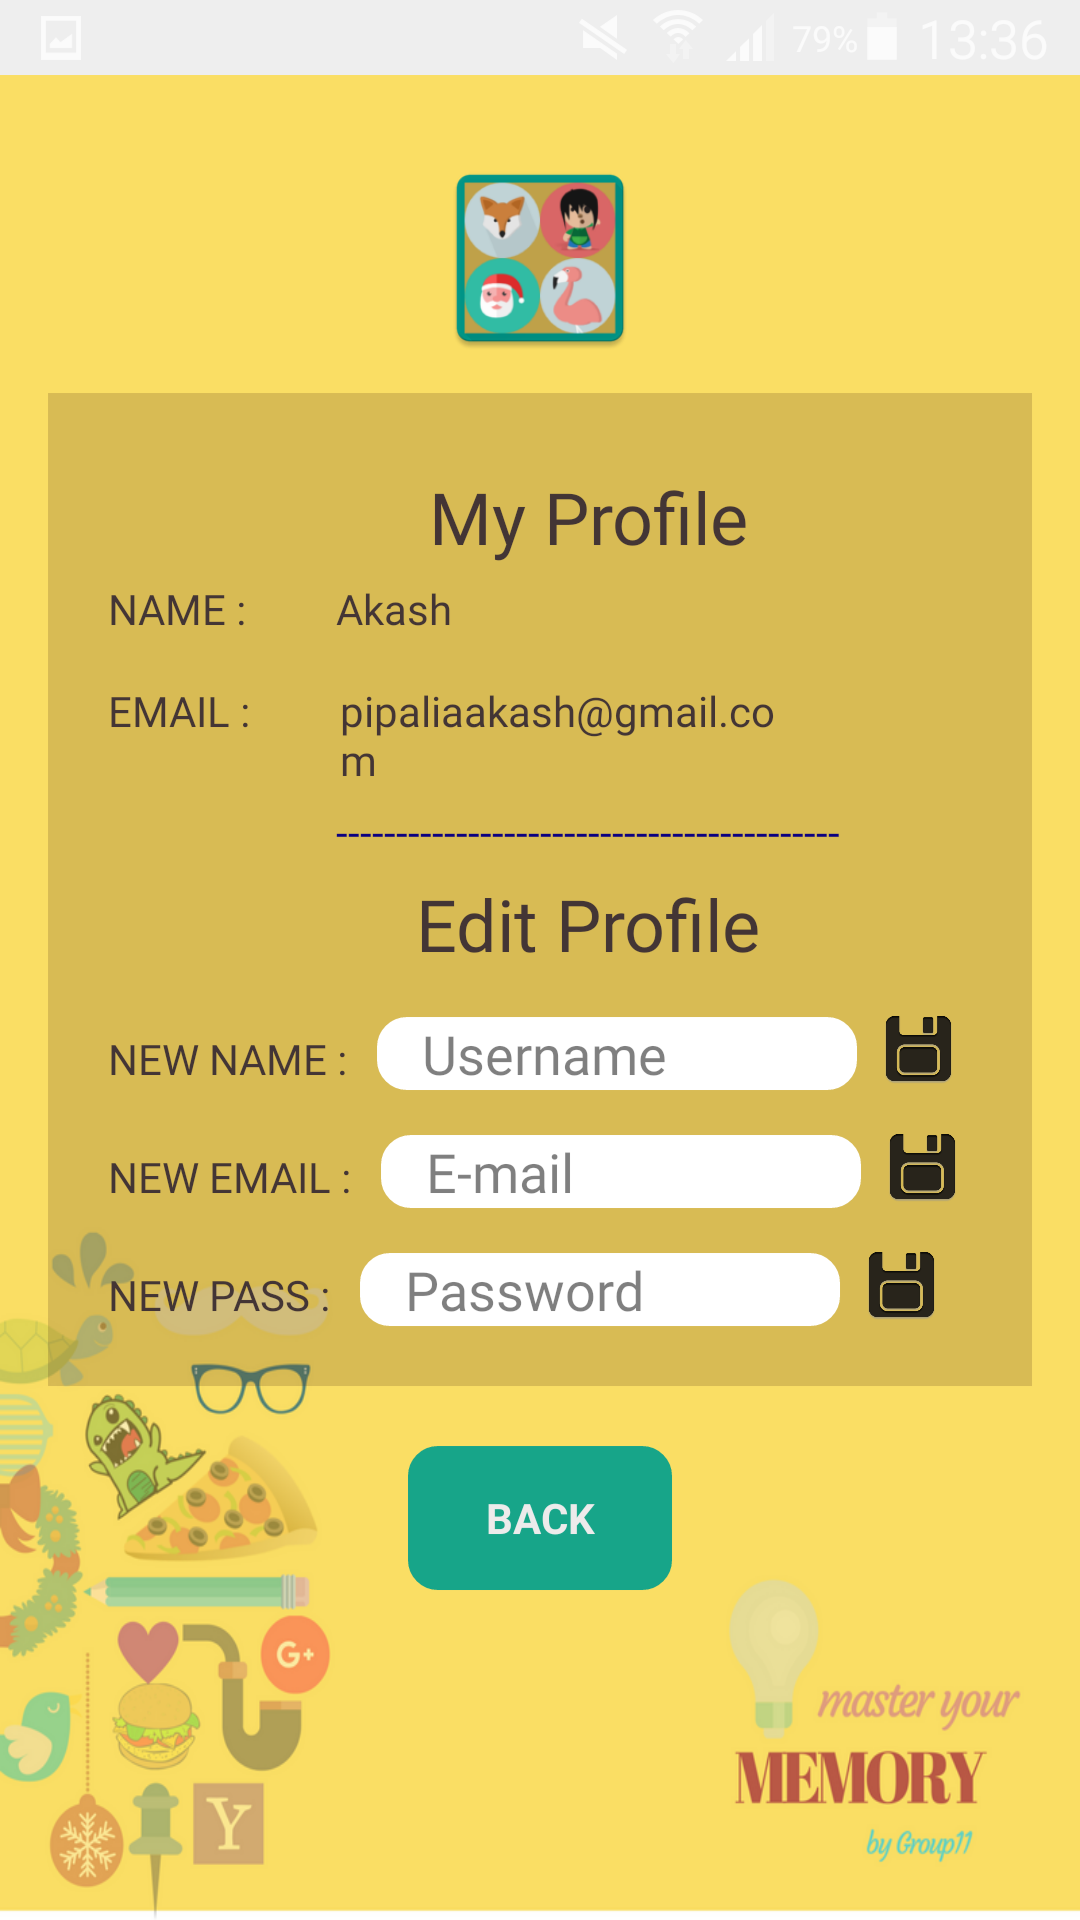 79% 13:36
My Profile
NAME : Akash
EMAIL : pipaliaakash@gmail.co
m
------------------------------------------
Edit Profile
NEW NAME : Username
NEW EMAIL : E-mail
NEW PASS : Password
BACK
G+
master your
MEMORY
Y
by Group11